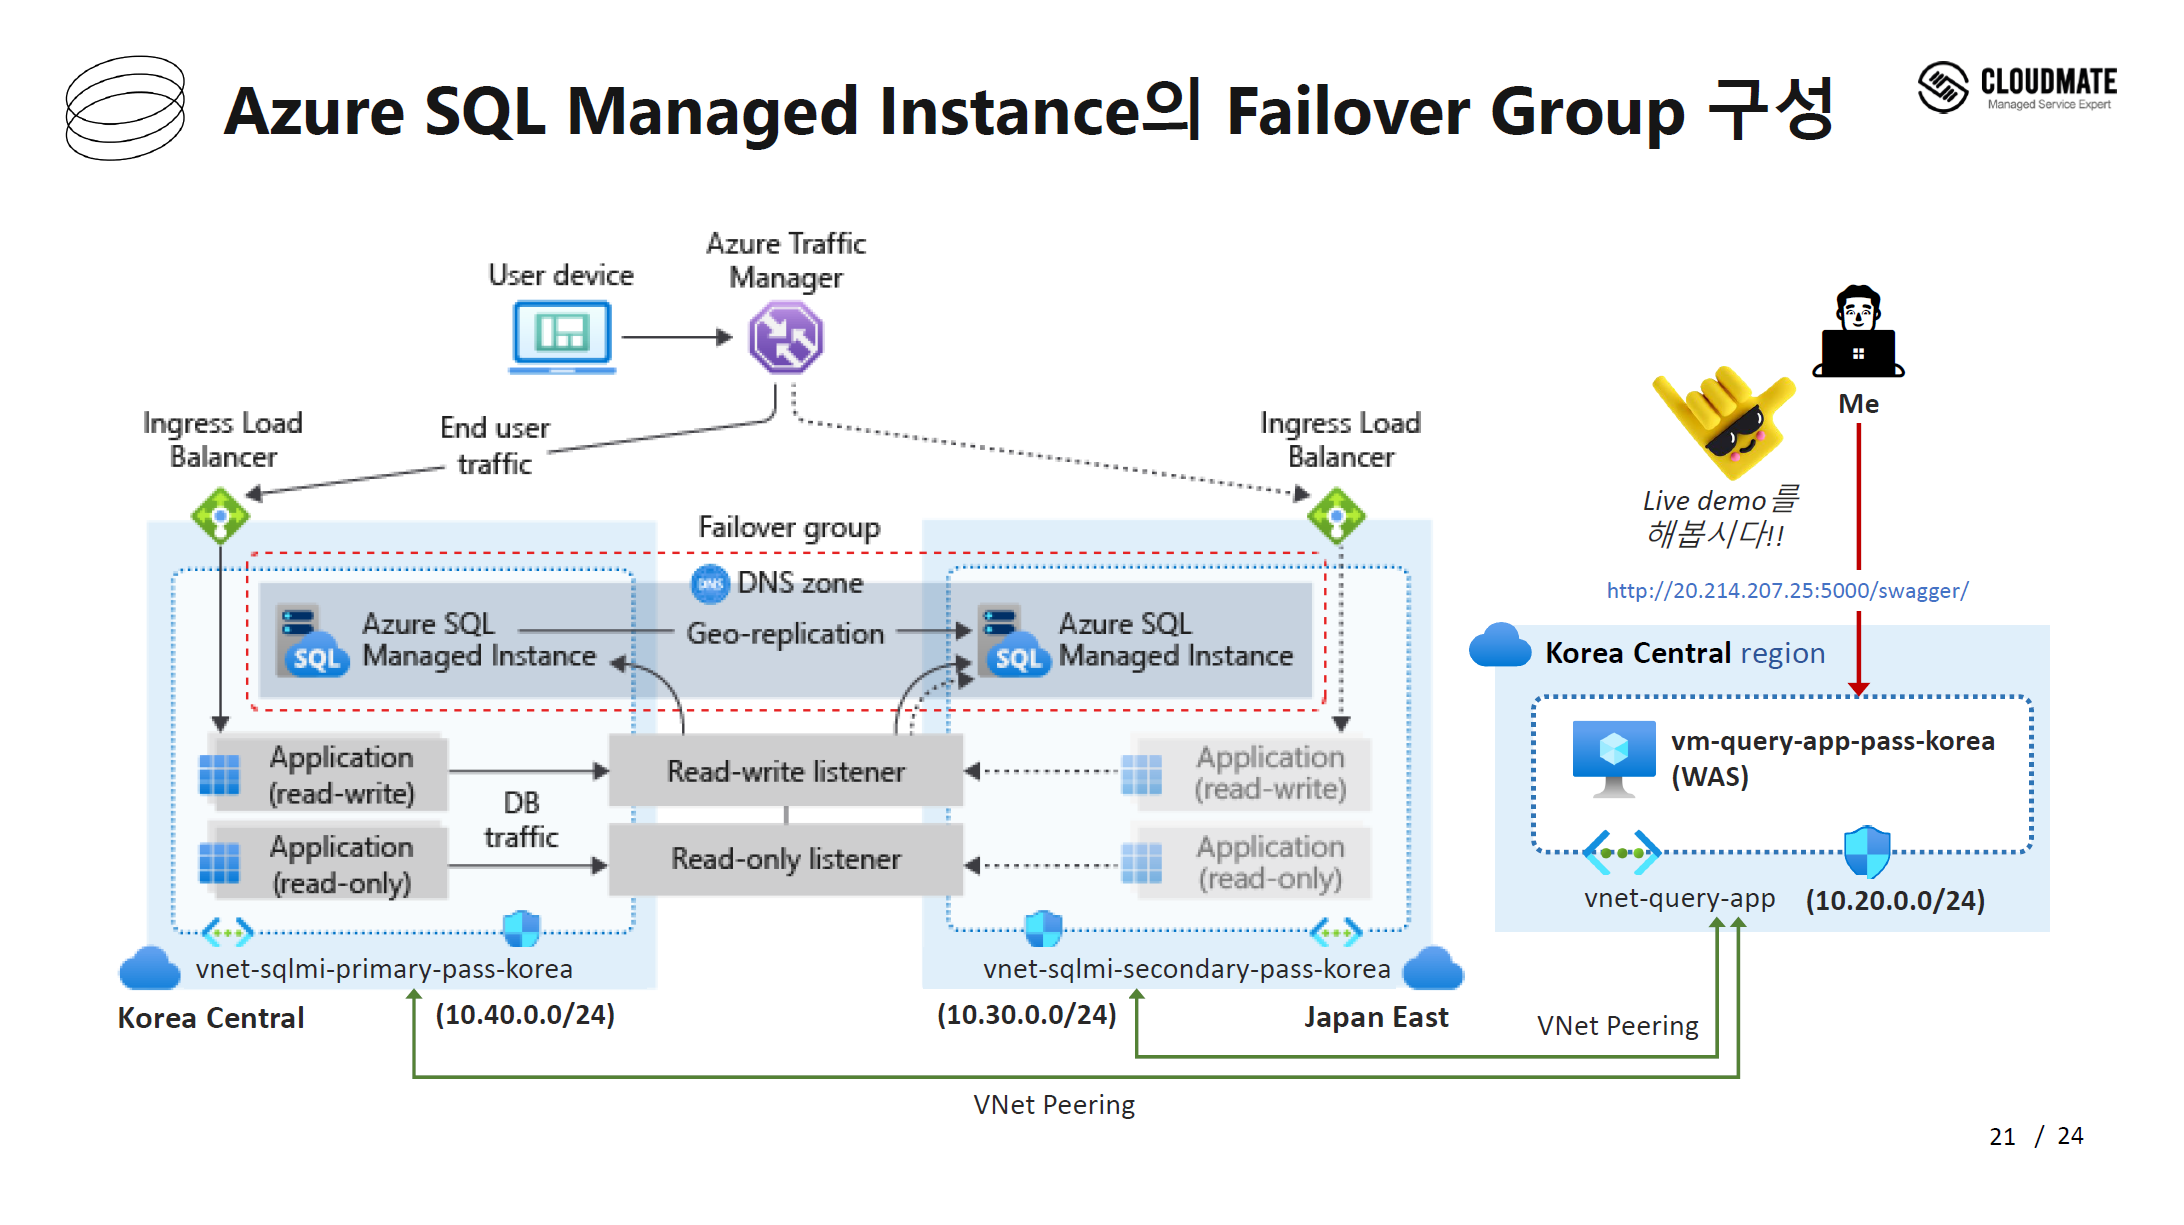 Azure SQL Managed Instance의 Failover Group 구성
CLOUDMATE
Managed Service Expert
Azure Traffic
Manager
User device
Ingress Load
Balancer
End user
traffic
Ingress Load
Balancer
Failover group
DNS
DNS zone
Geo-replication
SQL
Azure SQL
Managed Instance
SQL
Azure SQL
Managed Instance
Application
(read-write)
Application
(read-only)
DB
traffic
Read-write listener
Read-only listener
Application
(read-write)
Application
(read-only)
vnet-sqlmi-primary-pass-korea
Korea Central
(10.40.0.0/24)
vnet-sqlmi-secondary-pass-korea
(10.30.0.0/24)
Japan East
Me
Live demo를
해봅시다!!
http://20.214.207.25:5000/swagger/
Korea Central region
vm-query-app-pass-korea
(WAS)
vnet-query-app
(10.20.0.0/24)
VNet Peering
VNet Peering
21 / 24